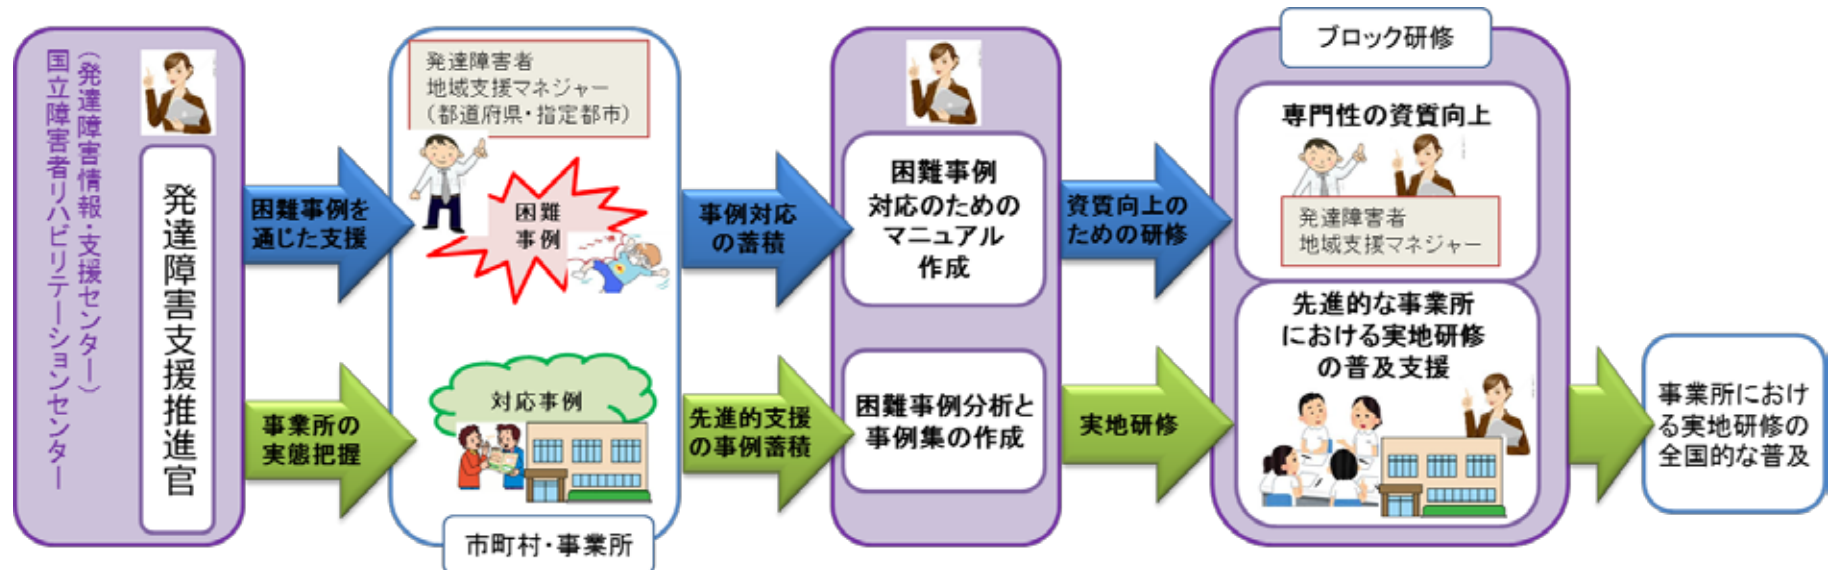 国立障害者リハビリテーションセンター
（発達障害情報・支援センター）
発達障害支援推進官
困難事例を
通じた支援
事業所の
実態把握
発達障害者
地域支援マネジャー
（都道府県・指定都市）
困難
事例
対応事例
市町村・事業所
事例対応
の蓄積
先進的支援
の事例蓄積
困難事例
対応のための
マニュアル
作成
困難事例分析と
事例集の作成
資質向上の
ための研修
実地研修
ブロック研修
専門性の資質向上
発達障害者
地域支援マネジャー
先進的な事業所
における実地研修
の普及支援
事業所におけ
る実地研修の
全国的な普及